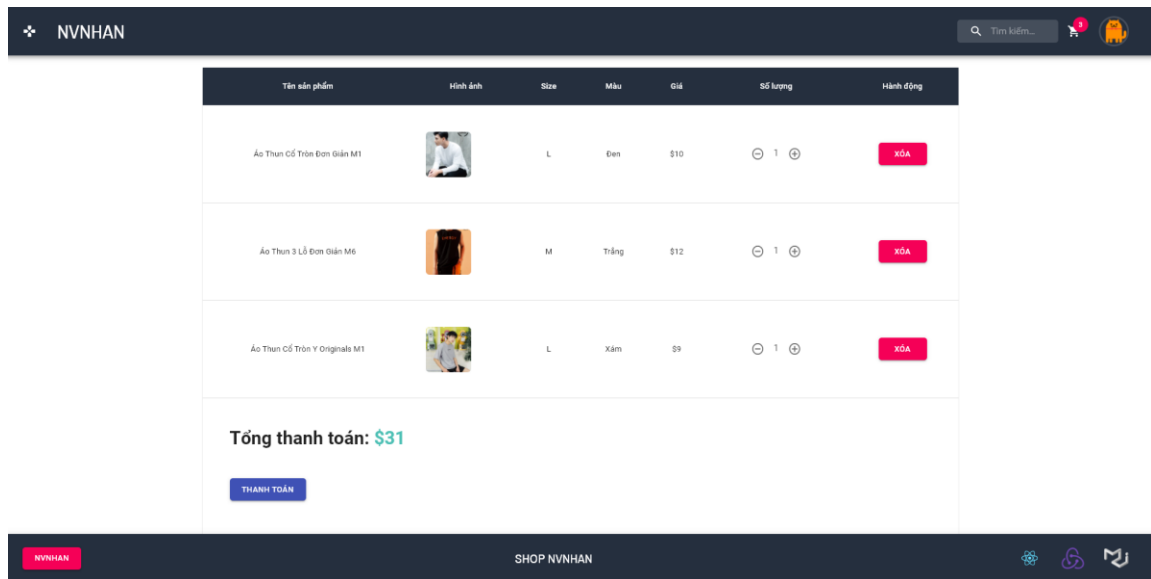 NVNHAN
Tìm kiếm...
3
Tên sản phẩm Hình ảnh Size Màu Giá Số lượng Hành động
Áo Thun Cổ Tròn Đơn Giản M1 L Đen $10 1 XÓA
Áo Thun 3 Lỗ Đơn Giản M6 M Trắng $12 1 XÓA
Áo Thun Cổ Tròn Y Originals M1 L Xám $9 1 XÓA
Tổng thanh toán: $31
THANH TOÁN
NVNHAN SHOP NVNHAN